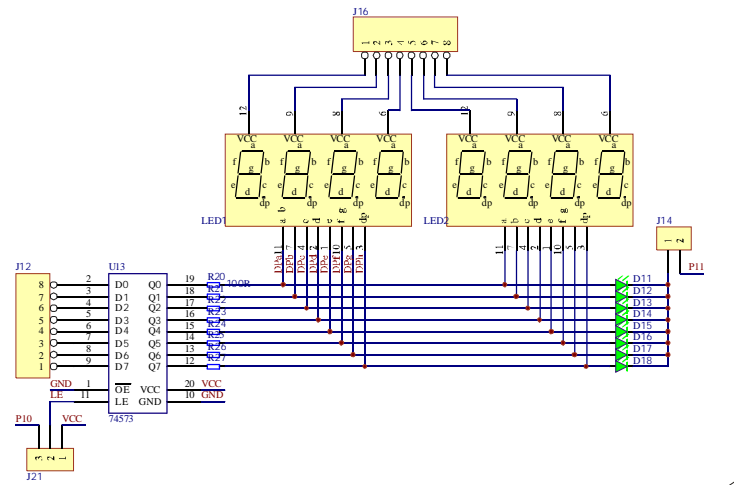 J16
1 2 3 4 5 6 7 8
12 9 8 6 12 9 8 6
VCC VCC VCC VCC VCC VCC VCC VCC
a a a a a a a a
f b f b f b f b f b f b f b f b
g g g g g g g g
e c e c e c e c e c e c e c e c
d d d d d d d d
dp dp dp dp dp dp dp dp
a b c d e f g dp a b c d e f g dp
LED1 LED2
11 7 4 2 1 10 5 3 11 7 4 2 1 10 5 3
DPa DPb DPc DPd DPe DPf DPg DPh
J14
1 2
P11
J12
8
7
6
5
4
3
2
1
U13
2 D0 Q0 19 R20 100R D11
3 D1 Q1 18 R21 D12
4 D2 Q2 17 R22 D13
5 D3 Q3 16 R23 D14
6 D4 Q4 15 R24 D15
7 D5 Q5 14 R25 D16
8 D6 Q6 13 R26 D17
9 D7 Q7 12 R27 D18
GND 1 OE VCC 20 VCC
LE 11 LE GND 10 GND
74573
P10 VCC
3 2 1
J21